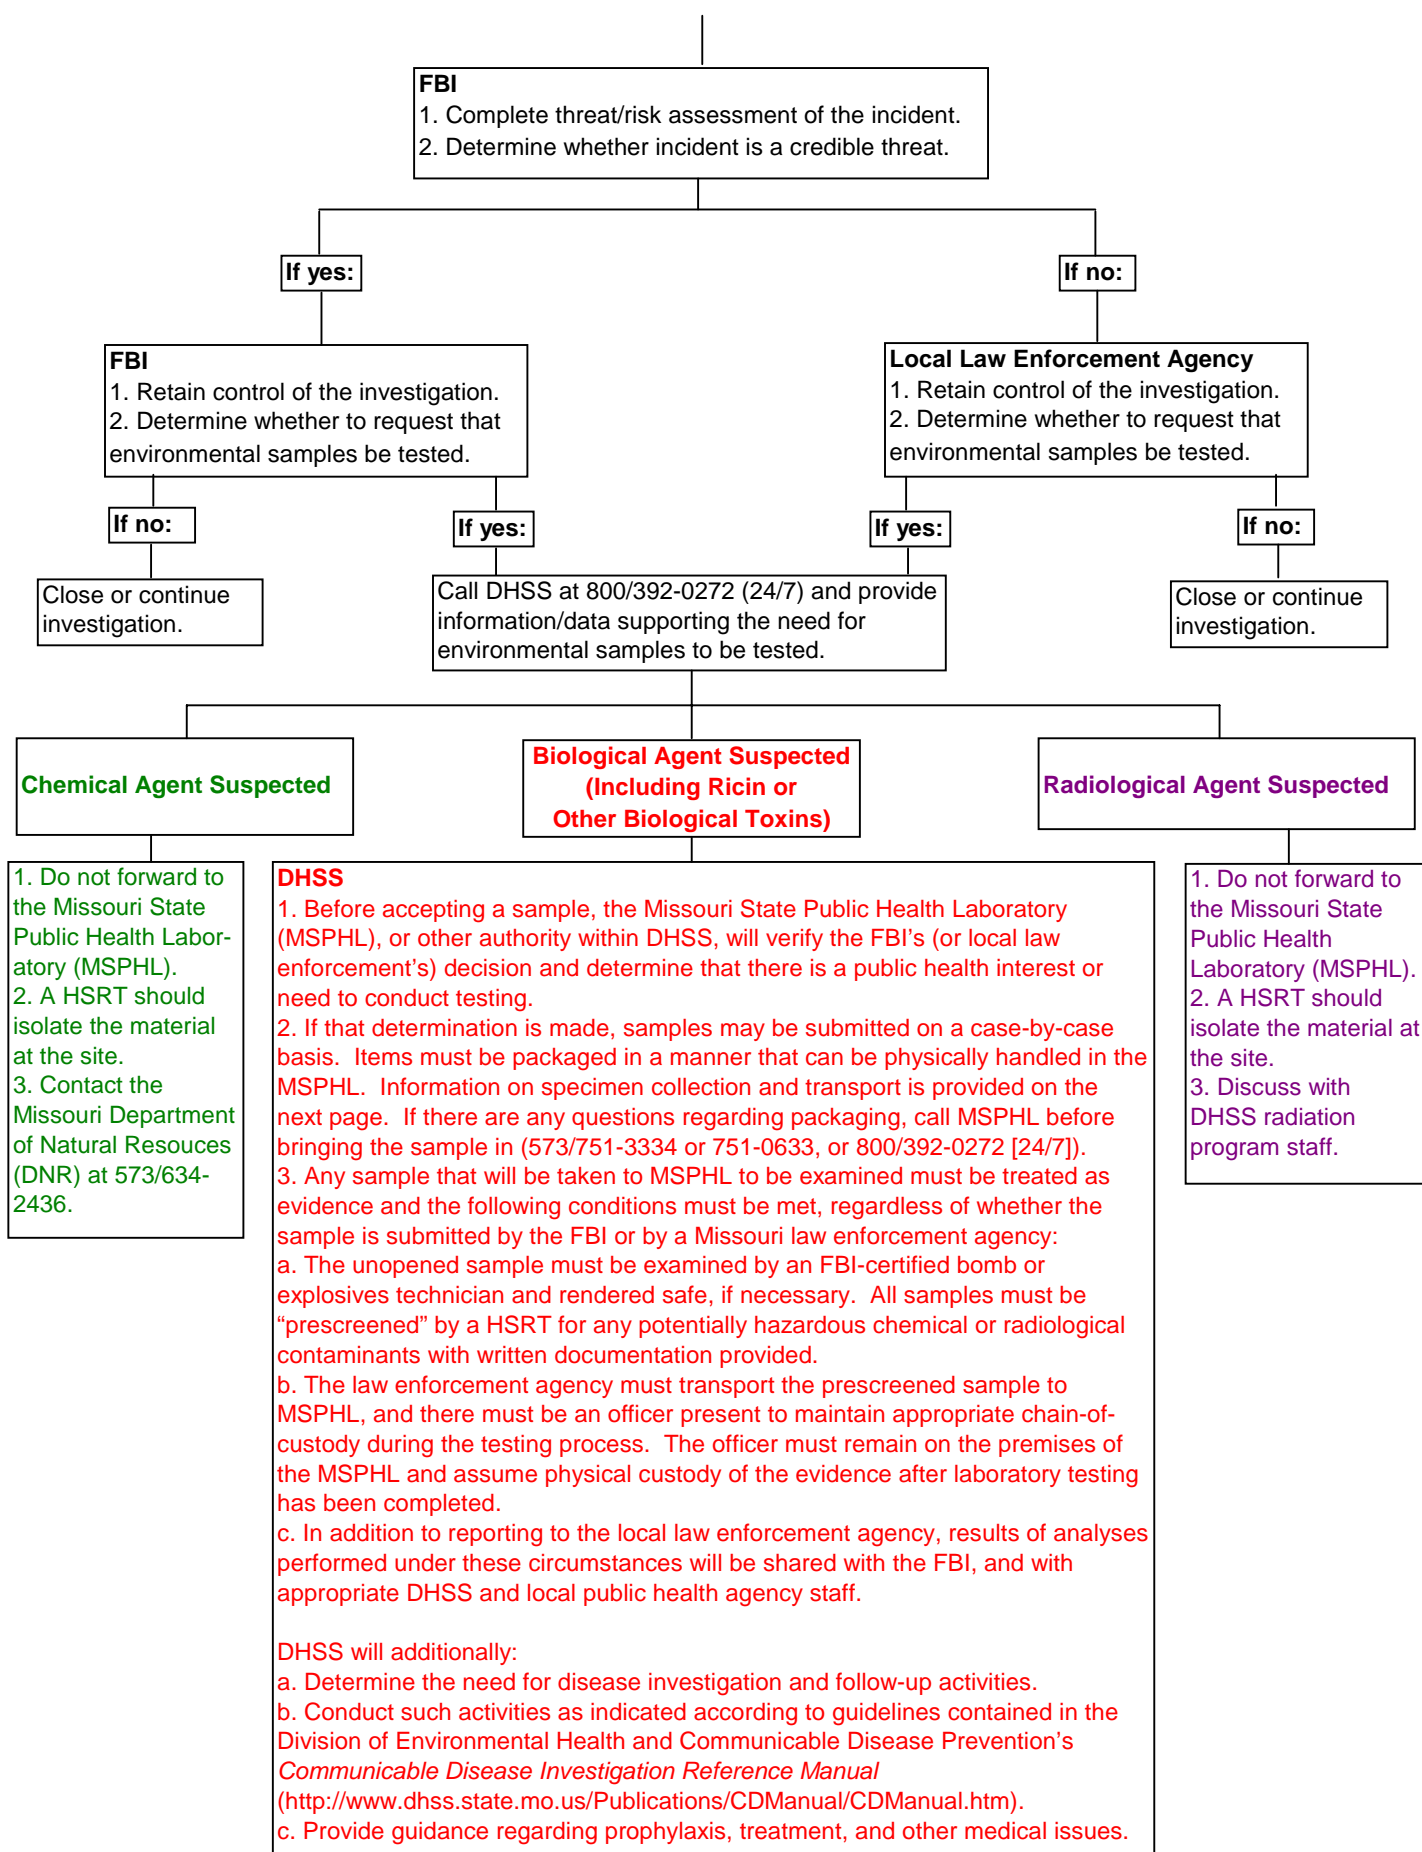 FBI
1. Complete threat/risk assessment of the incident.
2. Determine whether incident is a credible threat.
If yes:
If no:
FBI
1. Retain control of the investigation.
2. Determine whether to request that
environmental samples be tested.
Local Law Enforcement Agency
1. Retain control of the investigation.
2. Determine whether to request that
environmental samples be tested.
If no:
If yes:
If yes:
If no:
Close or continue
investigation.
Call DHSS at 800/392-0272 (24/7) and provide
information/data supporting the need for
environmental samples to be tested.
Close or continue
investigation.
Chemical Agent Suspected
Biological Agent Suspected
(Including Ricin or
Other Biological Toxins)
Radiological Agent Suspected
1. Do not forward to
the Missouri State
Public Health Labor-
atory (MSPHL).
2. A HSRT should
isolate the material
at the site.
3. Contact the
Missouri Department
of Natural Resouces
(DNR) at 573/634-
2436.
DHSS
1. Before accepting a sample, the Missouri State Public Health Laboratory
(MSPHL), or other authority within DHSS, will verify the FBI's (or local law
enforcement's) decision and determine that there is a public health interest or
need to conduct testing.
2. If that determination is made, samples may be submitted on a case-by-case
basis.  Items must be packaged in a manner that can be physically handled in the
MSPHL.  Information on specimen collection and transport is provided on the
next page.  If there are any questions regarding packaging, call MSPHL before
bringing the sample in (573/751-3334 or 751-0633, or 800/392-0272 [24/7]).
3. Any sample that will be taken to MSPHL to be examined must be treated as
evidence and the following conditions must be met, regardless of whether the
sample is submitted by the FBI or by a Missouri law enforcement agency:
a. The unopened sample must be examined by an FBI-certified bomb or
explosives technician and rendered safe, if necessary.  All samples must be
“prescreened” by a HSRT for any potentially hazardous chemical or radiological
contaminants with written documentation provided.
b. The law enforcement agency must transport the prescreened sample to
MSPHL, and there must be an officer present to maintain appropriate chain-of-
custody during the testing process.  The officer must remain on the premises of
the MSPHL and assume physical custody of the evidence after laboratory testing
has been completed.
c. In addition to reporting to the local law enforcement agency, results of analyses
performed under these circumstances will be shared with the FBI, and with
appropriate DHSS and local public health agency staff.
DHSS will additionally:
a. Determine the need for disease investigation and follow-up activities.
b. Conduct such activities as indicated according to guidelines contained in the
Division of Environmental Health and Communicable Disease Prevention's
Communicable Disease Investigation Reference Manual
(http://www.dhss.state.mo.us/Publications/CDManual/CDManual.htm).
c. Provide guidance regarding prophylaxis, treatment, and other medical issues.
1. Do not forward to
the Missouri State
Public Health
Laboratory (MSPHL).
2. A HSRT should
isolate the material at
the site.
3. Discuss with
DHSS radiation
program staff.